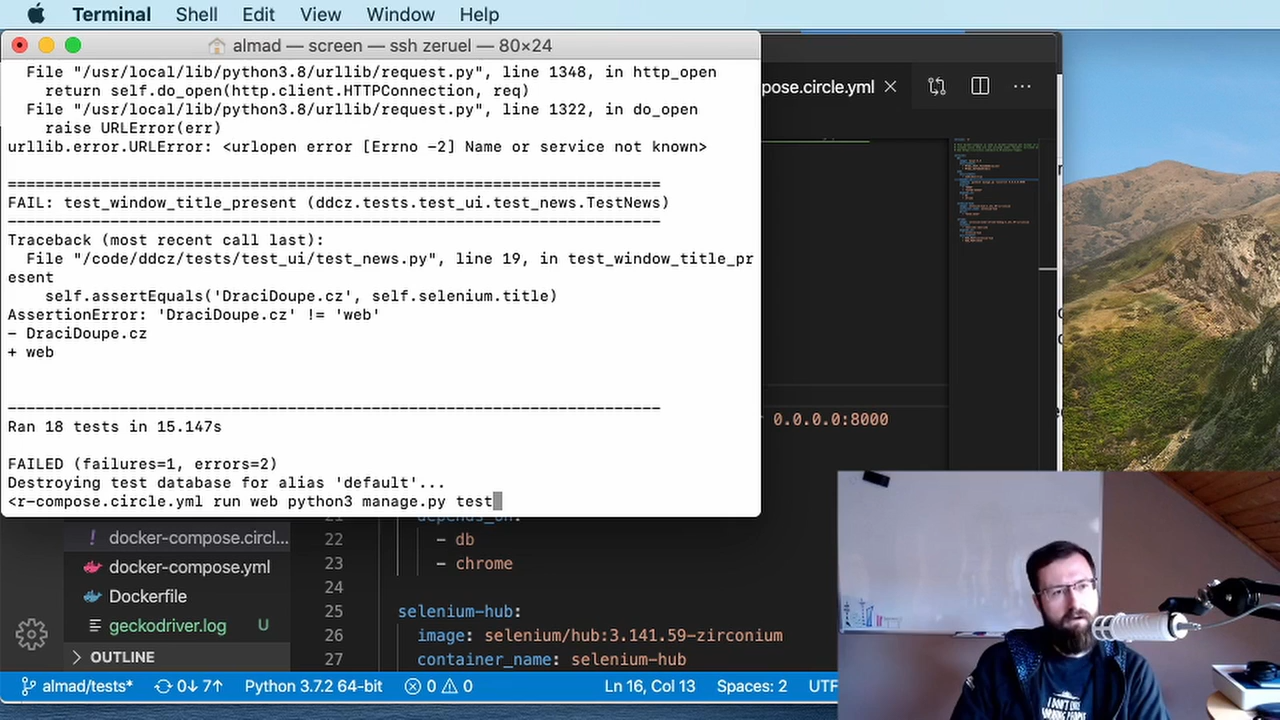 Terminal Shell Edit View Window Help
almad — screen — ssh zeruel — 80×24
File "/usr/local/lib/python3.8/urllib/request.py", line 1348, in http_open
return self.do_open(http.client.HTTPConnection, req)
File "/usr/local/lib/python3.8/urllib/request.py", line 1322, in do_open
raise URLError(err)
urllib.error.URLError: <urlopen error [Errno -2] Name or service not known>
======================================================================
FAIL: test_window_title_present (ddcz.tests.test_ui.test_news.TestNews)
----------------------------------------------------------------------
Traceback (most recent call last):
File "/code/ddcz/tests/test_ui/test_news.py", line 19, in test_window_title_pr
esent
self.assertEquals('DraciDoupe.cz', self.selenium.title)
AssertionError: 'DraciDoupe.cz' != 'web'
- DraciDoupe.cz
+ web
----------------------------------------------------------------------
Ran 18 tests in 15.147s
FAILED (failures=1, errors=2)
Destroying test database for alias 'default'...
<r-compose.circle.yml run web python3 manage.py test
pose.circle.yml
0.0.0.0:8000
! docker-compose.circl...
docker-compose.yml
Dockerfile
geckodriver.log U
OUTLINE
21 depends_on:
22 - db
23 - chrome
24
25 selenium-hub:
26 image: selenium/hub:3.141.59-zirconium
27 container_name: selenium-hub
almad/tests* 0↓ 7↑ Python 3.7.2 64-bit 0 0 Ln 16, Col 13 Spaces: 2 UTF